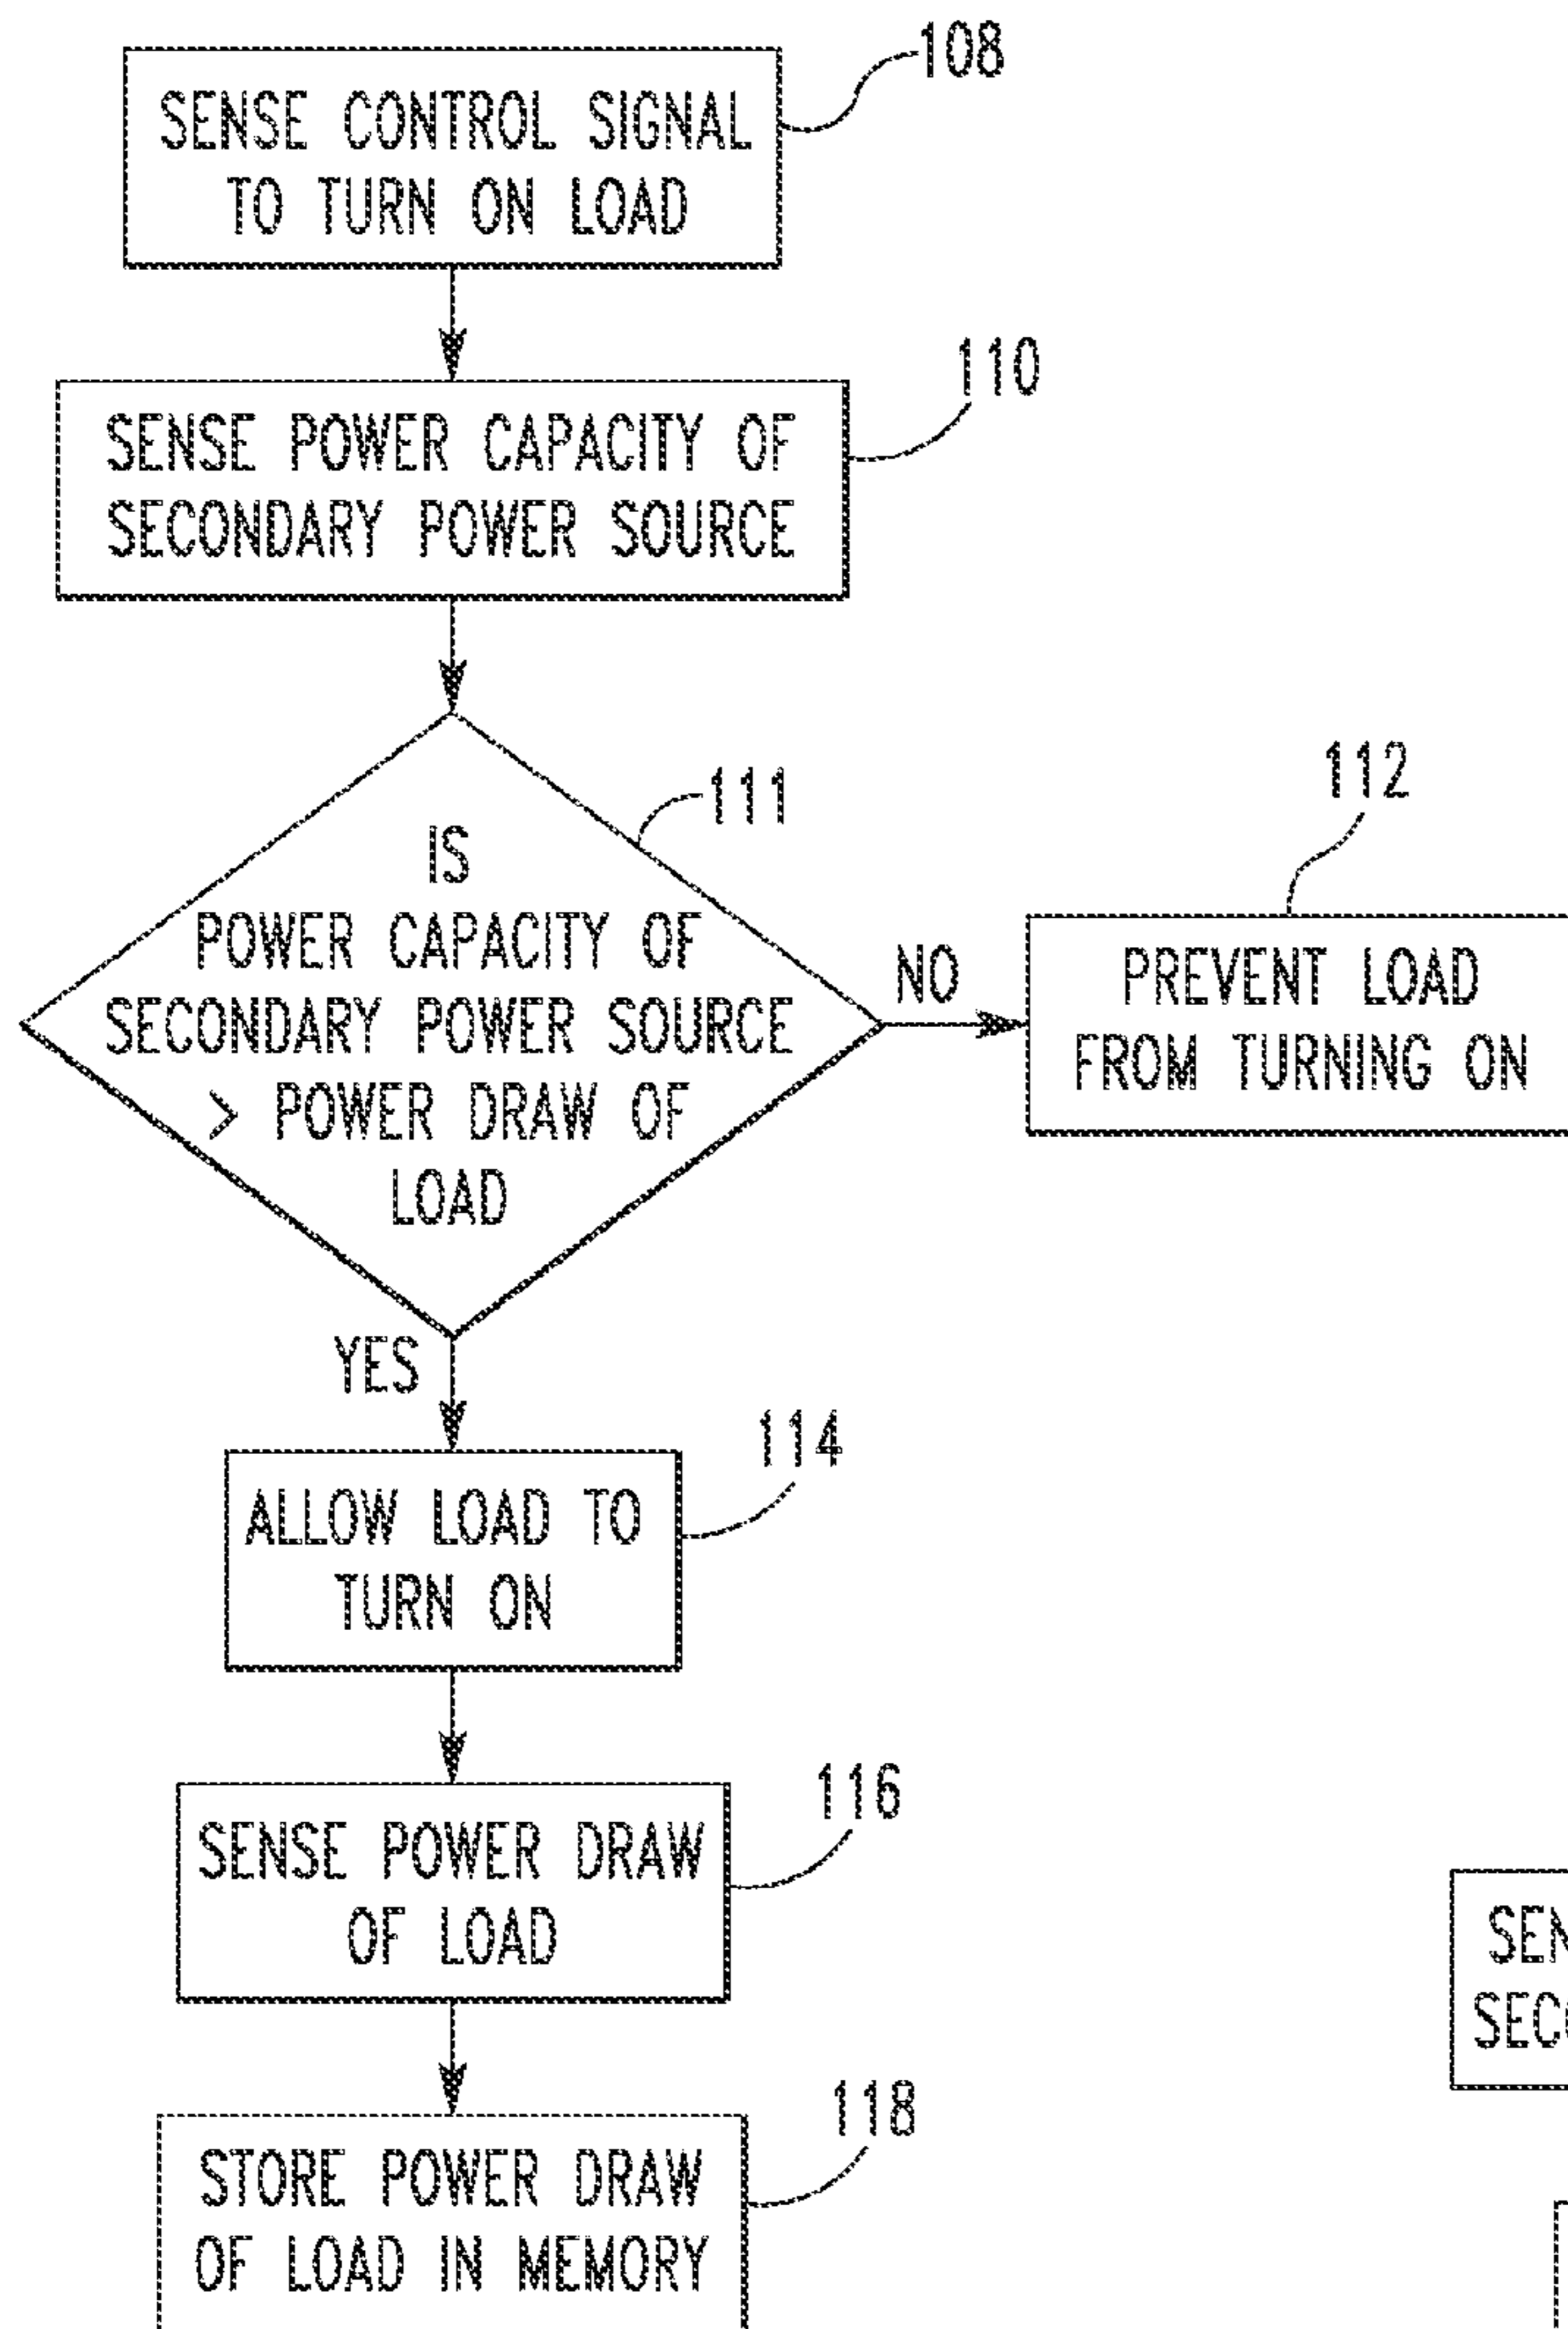 108
SENSE CONTROL SIGNAL
TO TURN ON LOAD
110
SENSE POWER CAPACITY OF
SECONDARY POWER SOURCE
111
IS
POWER CAPACITY OF
SECONDARY POWER SOURCE
> POWER DRAW OF
LOAD
NO
112
PREVENT LOAD
FROM TURNING ON
YES
114
ALLOW LOAD TO
TURN ON
116
SENSE POWER DRAW
OF LOAD
118
STORE POWER DRAW
OF LOAD IN MEMORY